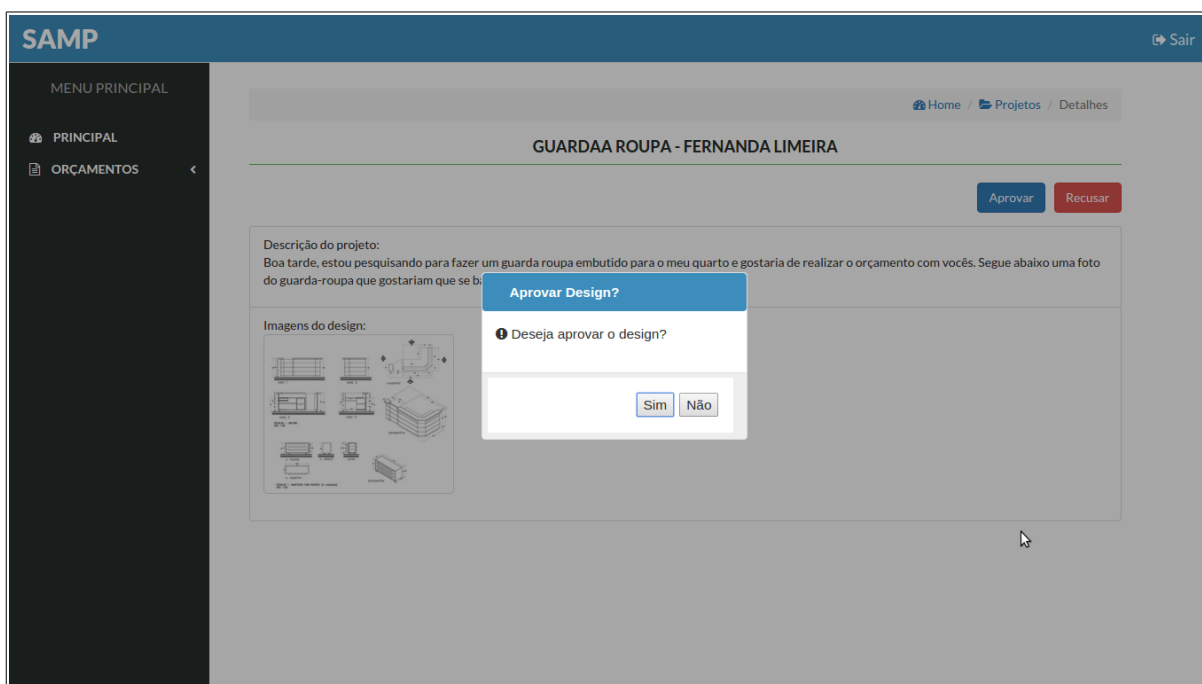 SAMP
Sair
MENU PRINCIPAL
PRINCIPAL
ORÇAMENTOS
Home / Projetos / Detalhes
GUARDAA ROUPA - FERNANDA LIMEIRA
Aprovar
Recusar
Descrição do projeto:
Boa tarde, estou pesquisando para fazer um guarda roupa embutido para o meu quarto e gostaria de realizar o orçamento com vocês. Segue abaixo uma foto
do guarda-roupa que gostariam que se
Imagens do design:
Aprovar Design?
Deseja aprovar o design?
Sim
Não